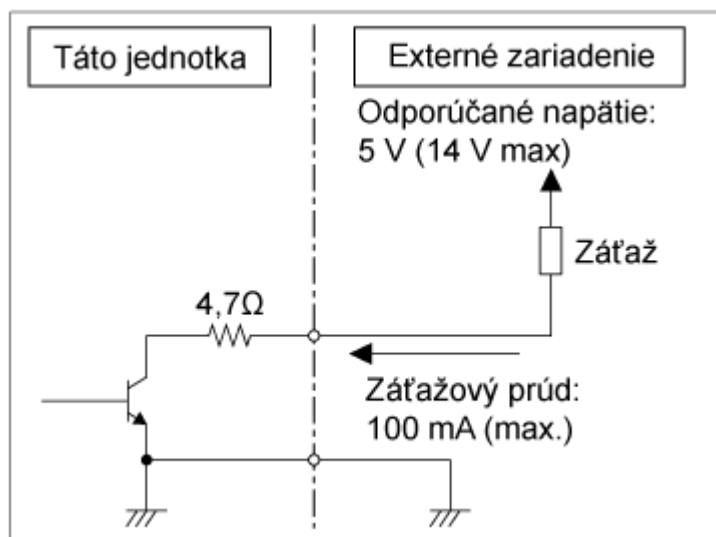 Táto jednotka
Externé zariadenie
Odporúčané napätie:
5 V (14 V max)
Záťaž
4,7Ω
Záťažový prúd:
100 mA (max.)